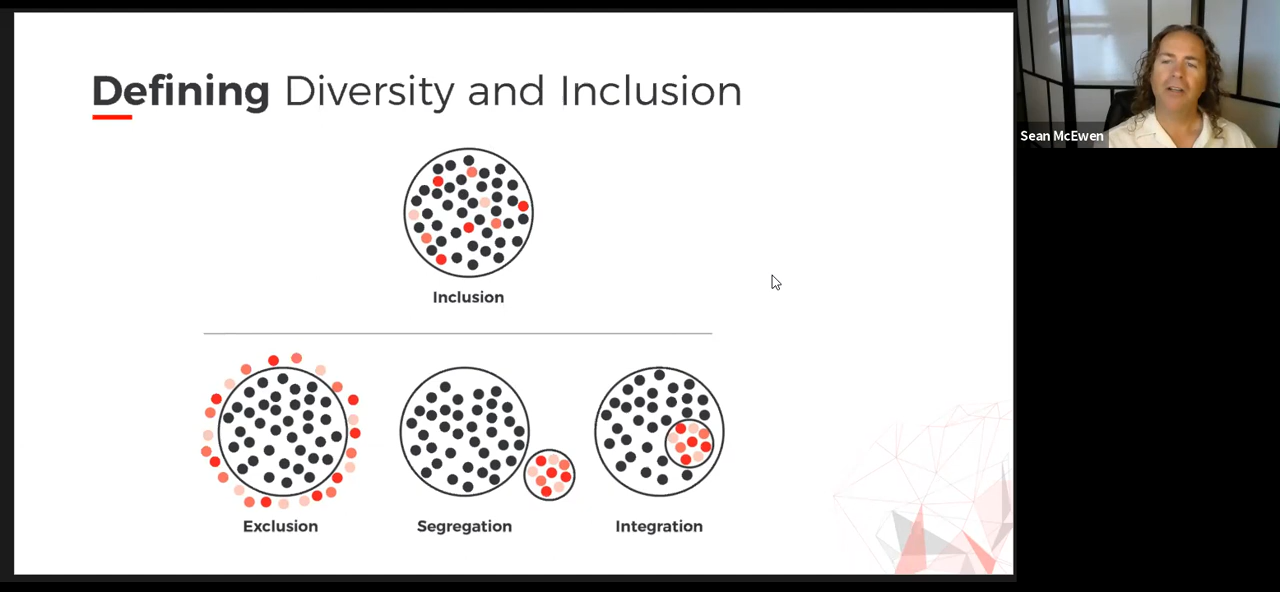 Defining Diversity and Inclusion
Sean McEwen
Inclusion
Exclusion
Segregation
Integration